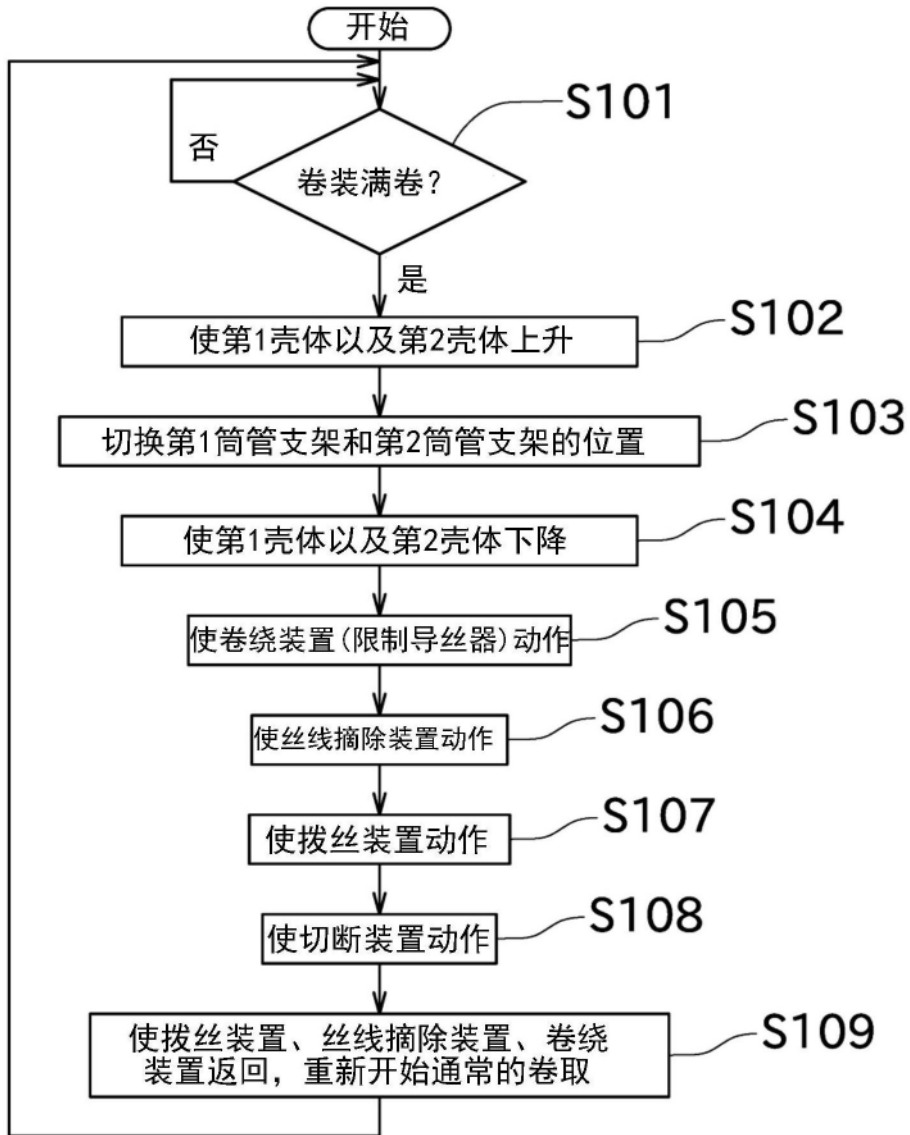 开始
S101
否
卷装满卷?
是
S102
使第1壳体以及第2壳体上升
S103
切换第1筒管支架和第2筒管支架的位置
S104
使第1壳体以及第2壳体下降
S105
使卷绕装置(限制导丝器)动作
S106
使丝线摘除装置动作
S107
使拨丝装置动作
S108
使切断装置动作
S109
使拨丝装置、丝线摘除装置、卷绕
装置返回，重新开始通常的卷取